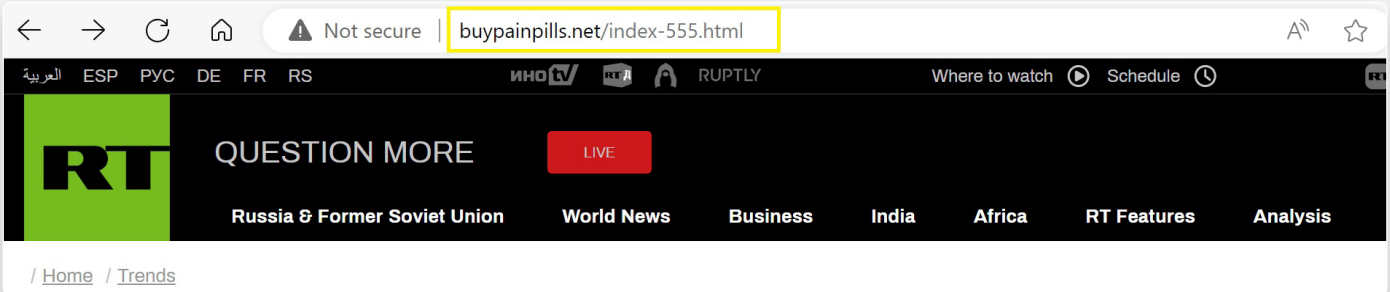 Not secure buypainpills.net/index-555.html
العربية ESP РУС DE FR RS ИНО TV RT Д RUPTLY Where to watch Schedule RT
RT QUESTION MORE LIVE
Russia & Former Soviet Union World News Business India Africa RT Features Analysis
/ Home / Trends